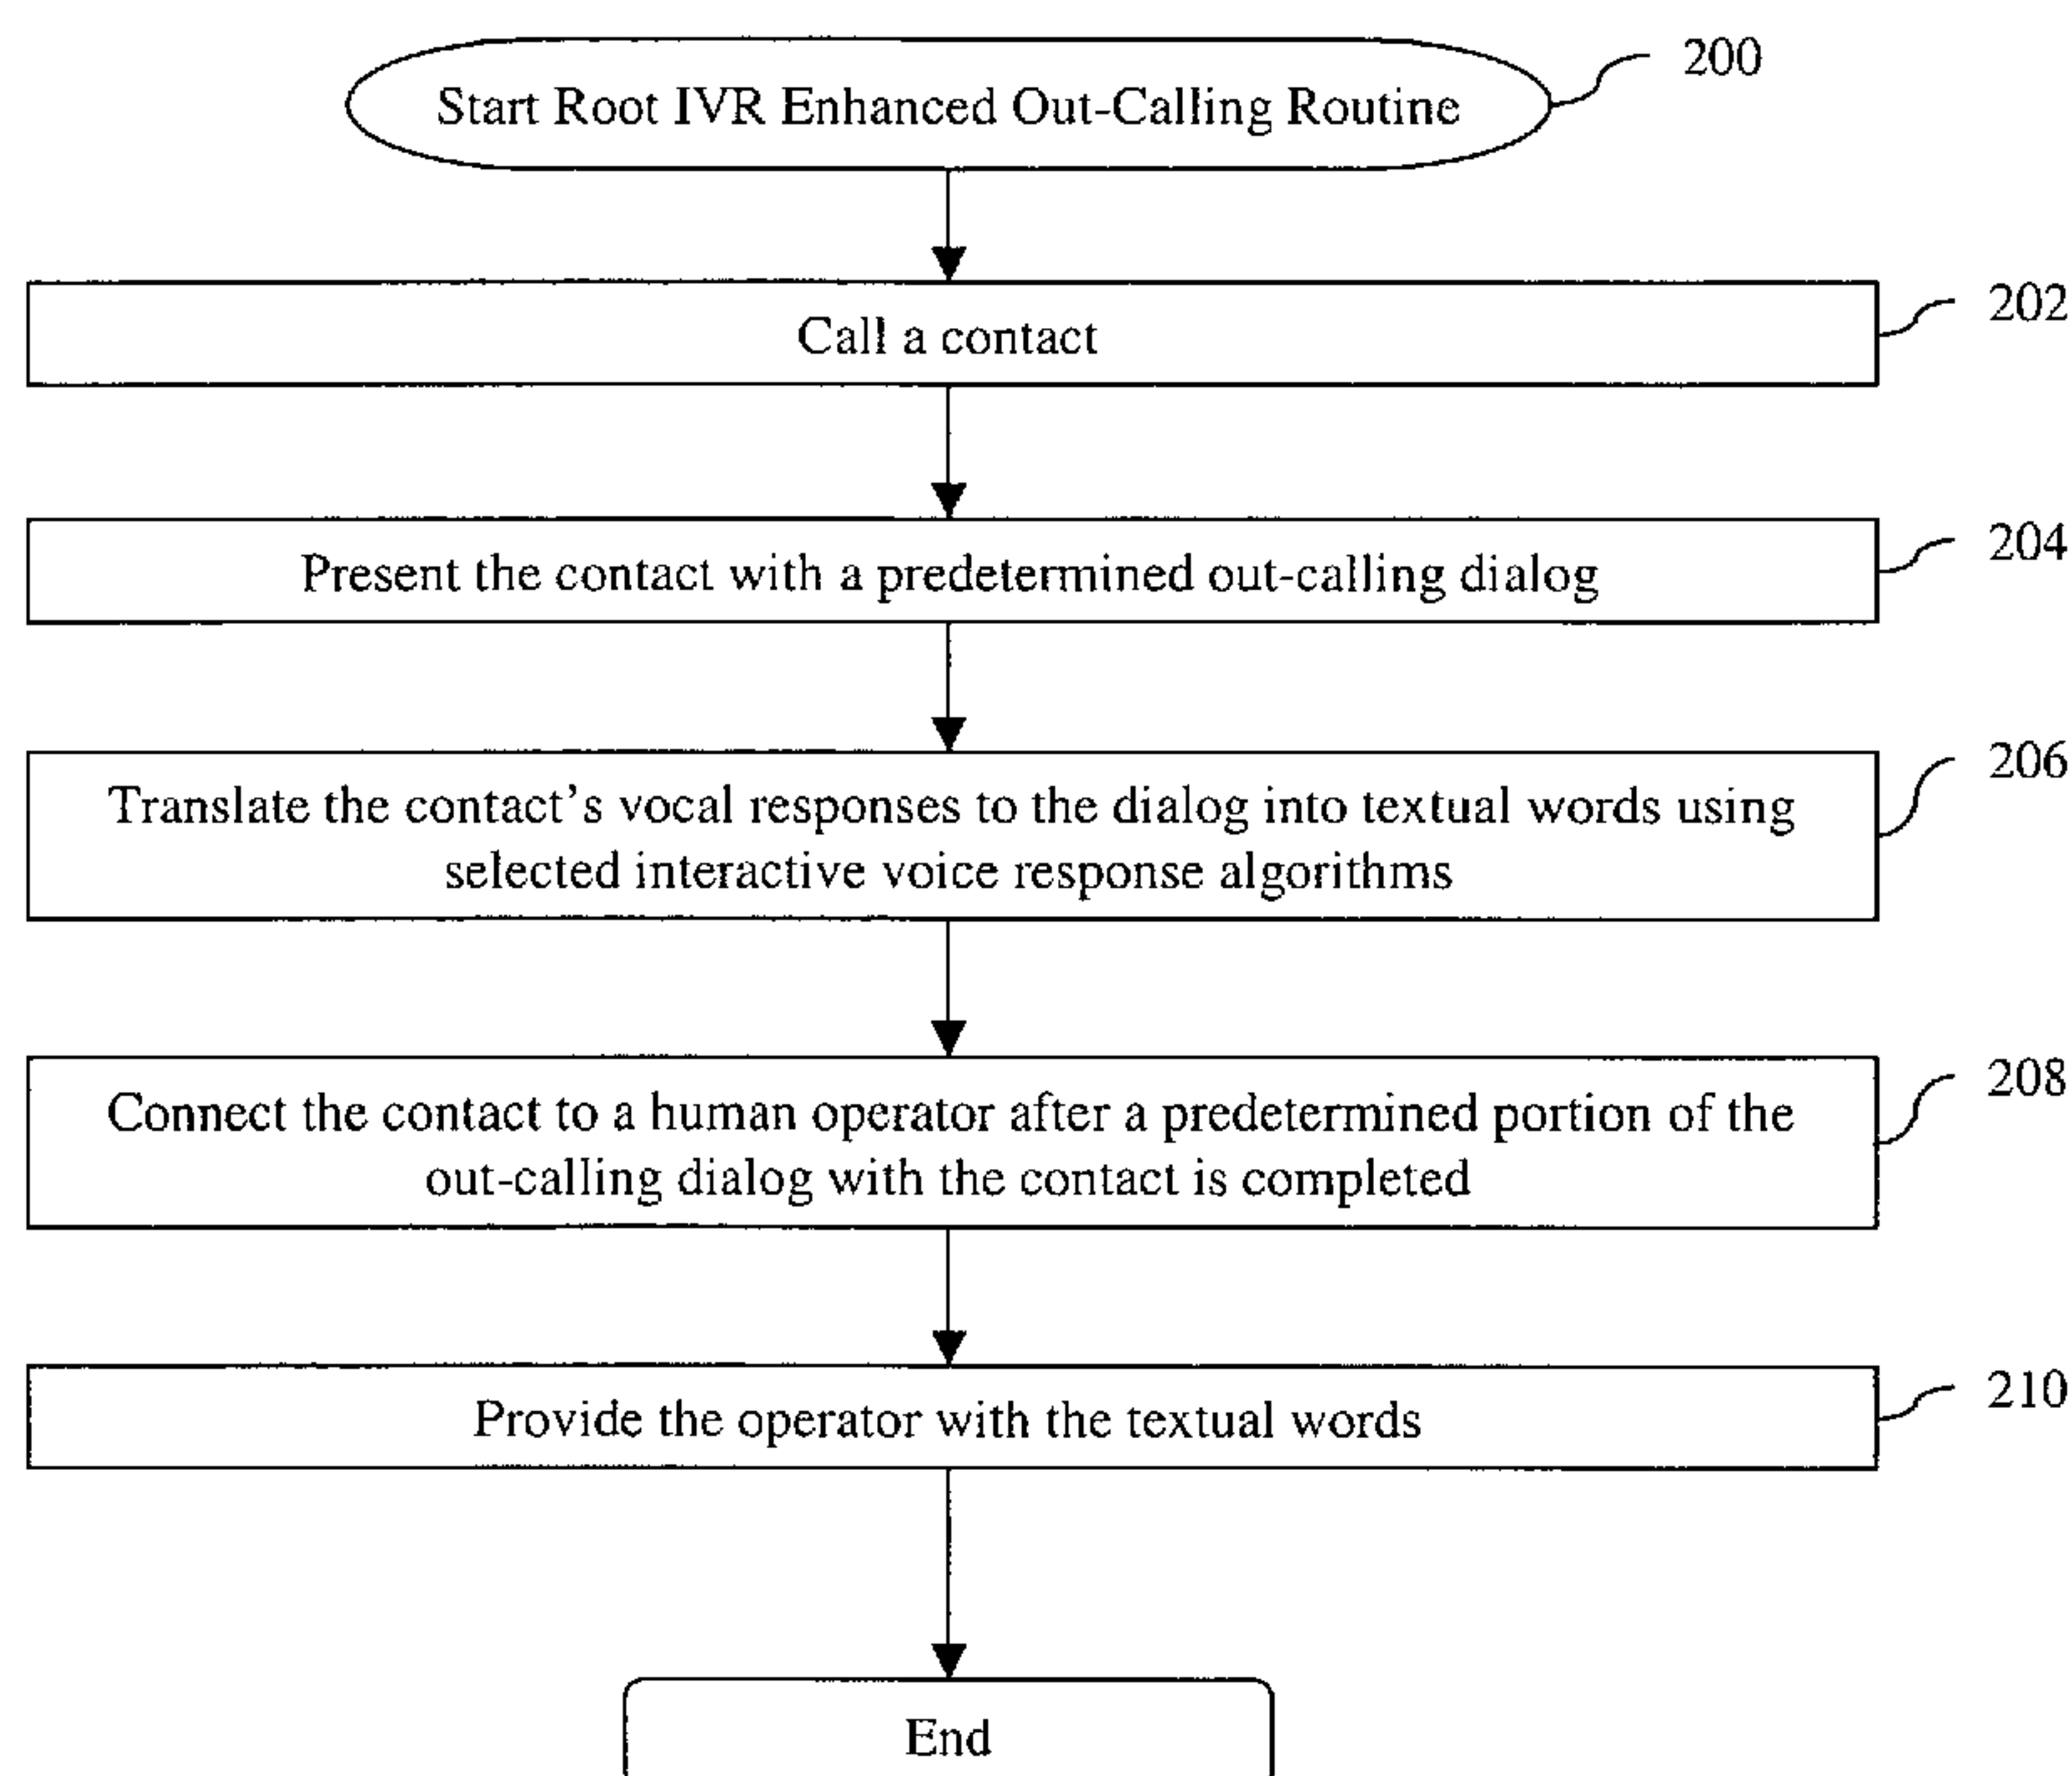 Start Root IVR Enhanced Out-Calling Routine
200
Call a contact
202
Present the contact with a predetermined out-calling dialog
204
Translate the contact's vocal responses to the dialog into textual words using
selected interactive voice response algorithms
206
Connect the contact to a human operator after a predetermined portion of the
out-calling dialog with the contact is completed
208
Provide the operator with the textual words
210
End